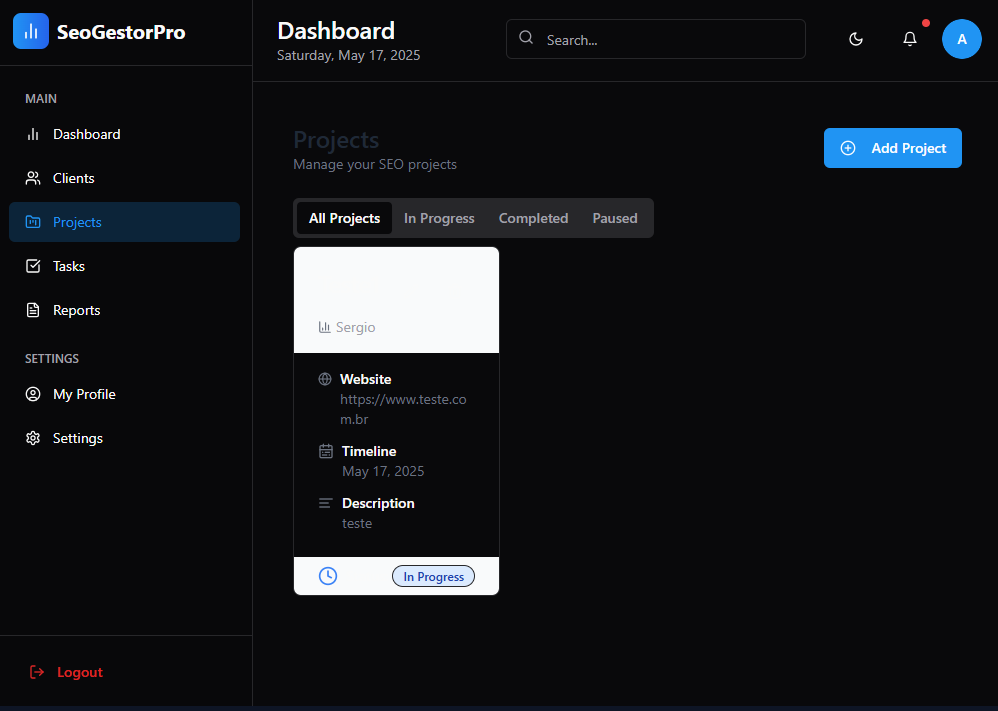 SeoGestorPro
Dashboard
Saturday, May 17, 2025
Search...
A
MAIN
Dashboard
Clients
Projects
Tasks
Reports
SETTINGS
My Profile
Settings
Logout
Projects
Manage your SEO projects
Add Project
All Projects
In Progress
Completed
Paused
Sergio
Website
https://www.teste.co
m.br
Timeline
May 17, 2025
Description
teste
In Progress